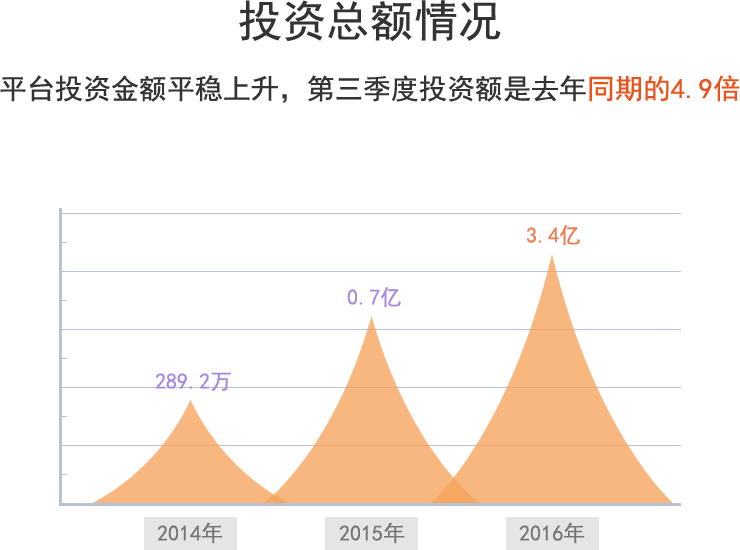 投资总额情况
平台投资金额平稳上升，第三季度投资额是去年同期的4.9倍
3.4亿
0.7亿
289.2万
2014年 2015年 2016年